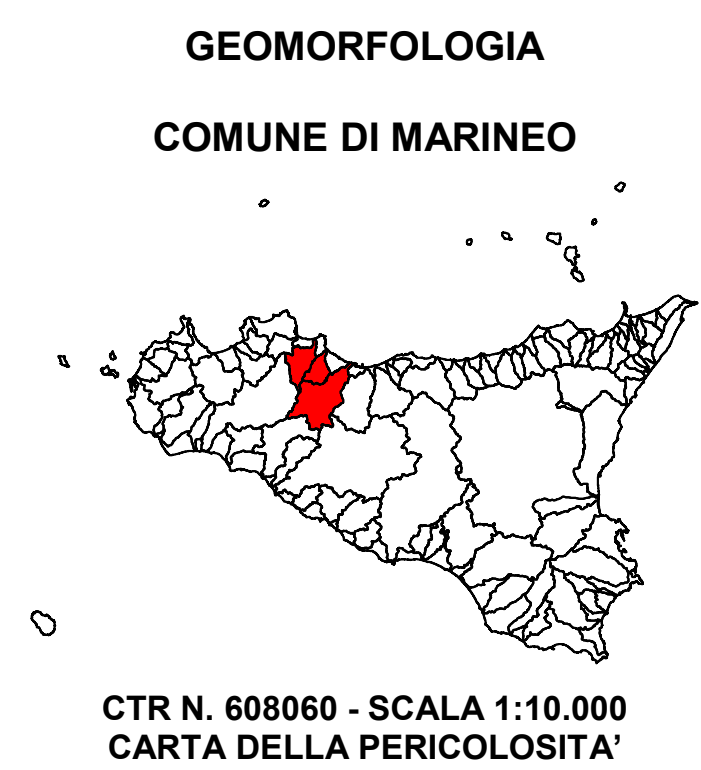 GEOMORFOLOGIA
COMUNE DI MARINEO
CTR N. 608060 - SCALA 1:10.000
CARTA DELLA PERICOLOSITA’